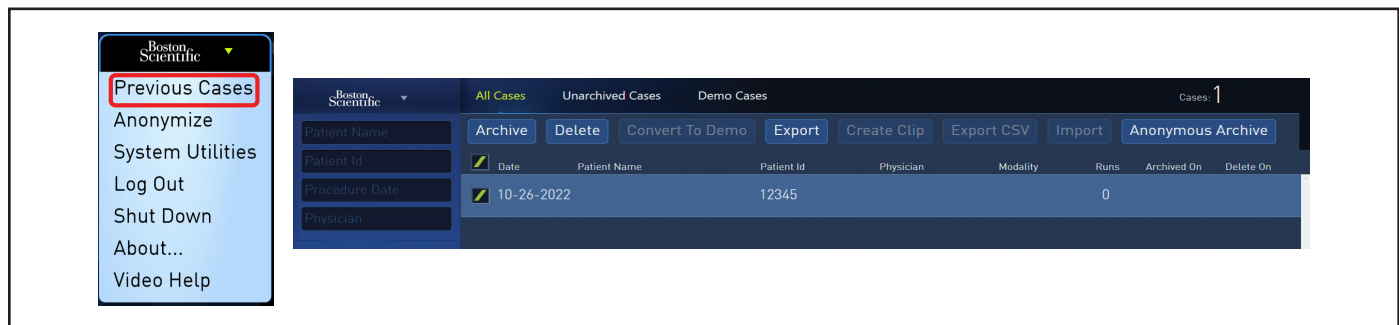 Boston
Scientific
Previous Cases
Anonymize
System Utilities
Log Out
Shut Down
About...
Video Help
Boston
Scientific
All Cases Unarchived Cases Demo Cases Cases: 1
Patient Name
Patient Id
Procedure Date
Physician
Archive Delete Convert To Demo Export Create Clip Export CSV Import Anonymous Archive
Date Patient Name Patient Id Physician Modality Runs Archived On Delete On
10-26-2022 12345 0